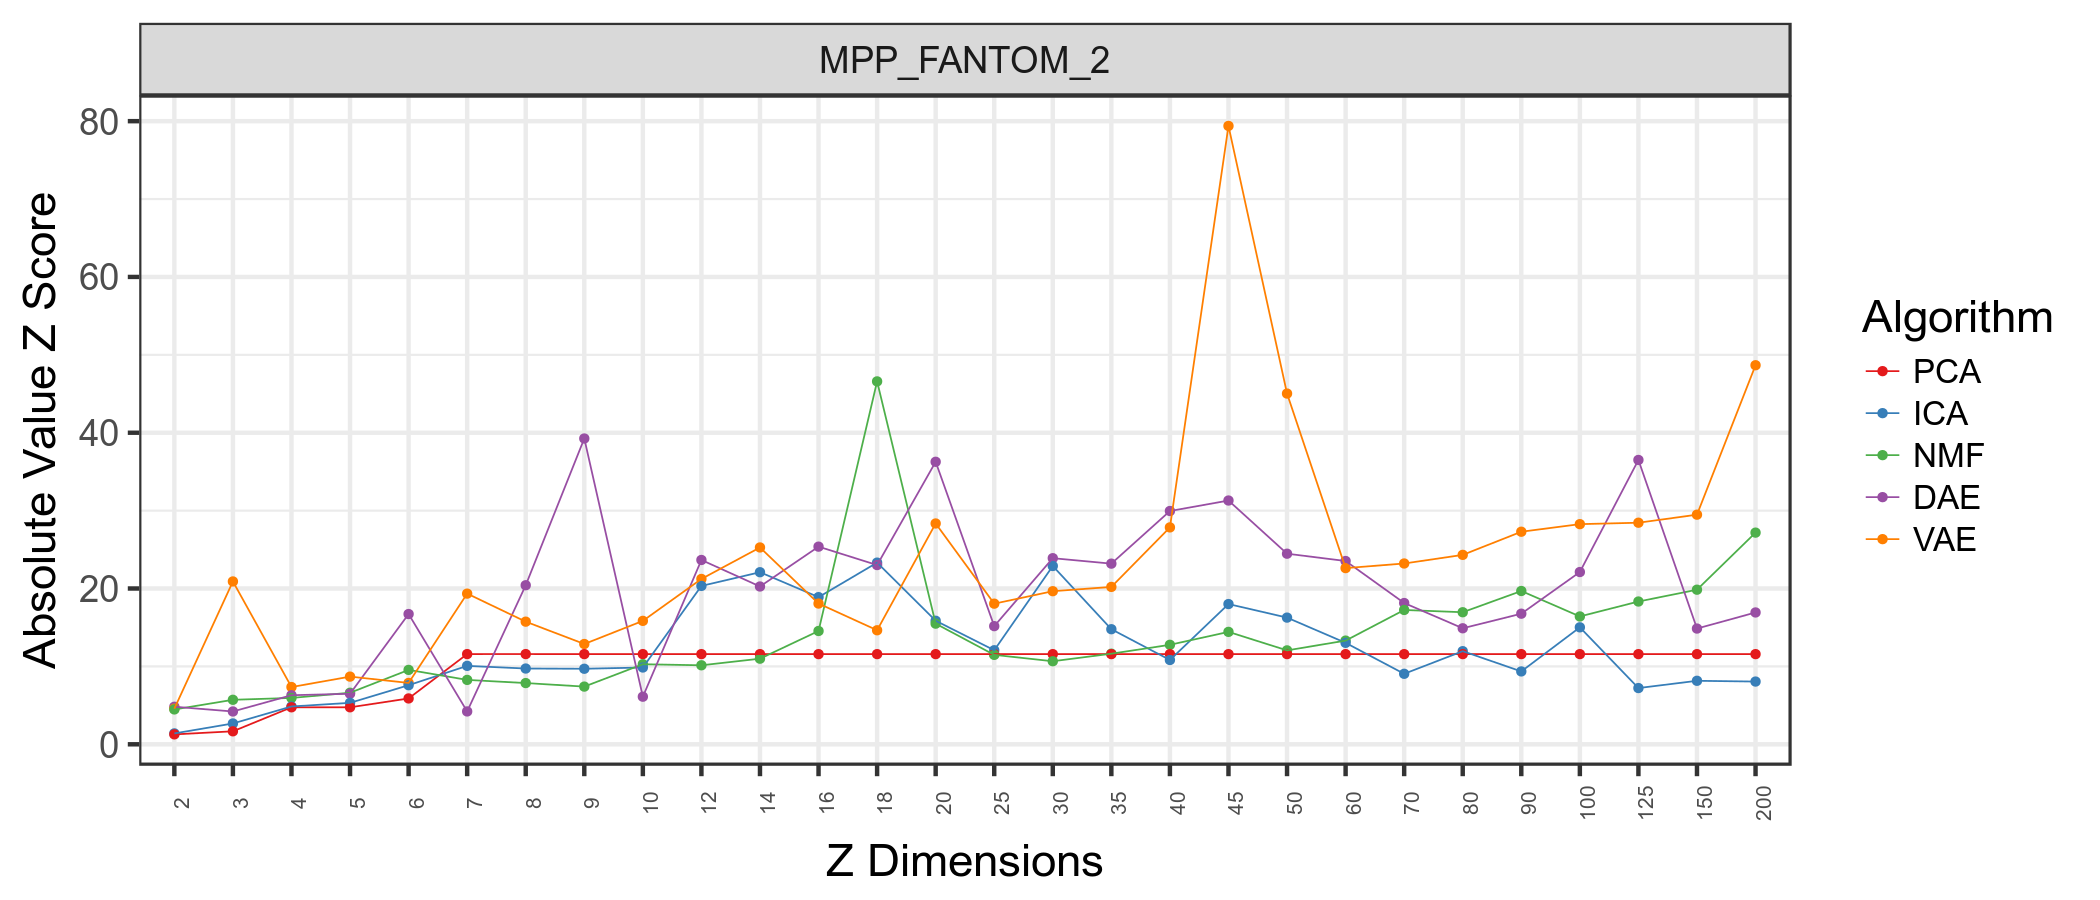 MPP_FANTOM_2
Absolute Value Z Score
80
60
40
20
0
2 3 4 5 6 7 8 9 10 12 14 16 18 20 25 30 35 40 45 50 60 70 80 90 100 125 150 200
Z Dimensions
Algorithm
PCA
ICA
NMF
DAE
VAE